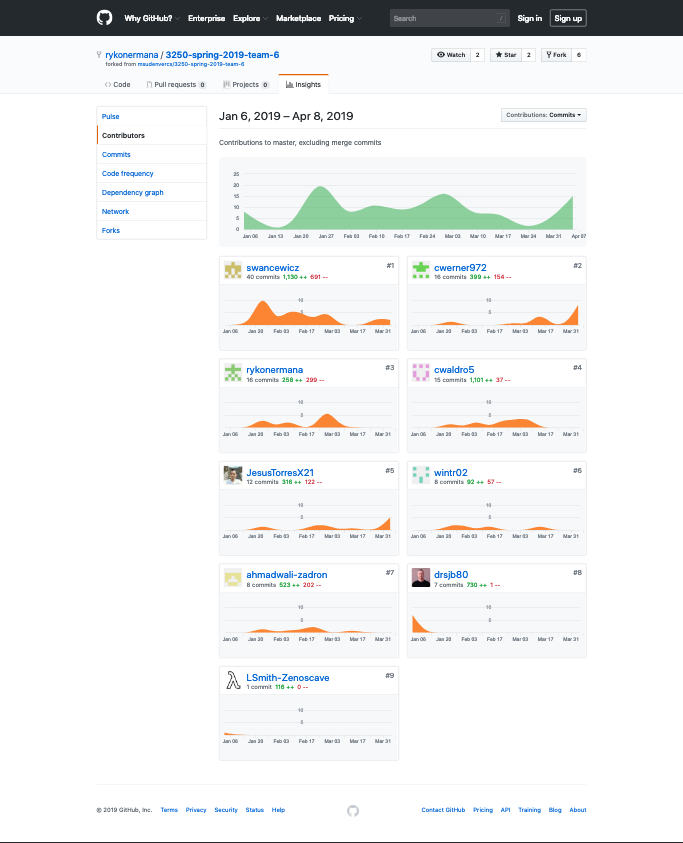 Why GitHub? Enterprise Explore Marketplace Pricing Search / Sign in Sign up
rykonermana / 3250-spring-2019-team-6
forked from msudenvercs/3250-spring-2019-team-6
Watch 2 Star 2 Fork 6
Code Pull requests 0 Projects 0 Insights
Pulse
Contributors
Commits
Code frequency
Dependency graph
Network
Forks
Jan 6, 2019 – Apr 8, 2019
Contributions: Commits
Contributions to master, excluding merge commits
25
20
15
10
5
0
Jan 06 Jan 13 Jan 20 Jan 27 Feb 03 Feb 10 Feb 17 Feb 24 Mar 03 Mar 10 Mar 17 Mar 24 Mar 31 Apr 07
swancewicz #1
40 commits 1,130 ++ 691 --
10
5
Jan 06 Jan 20 Feb 03 Feb 17 Mar 03 Mar 17 Mar 31
cwerner972 #2
16 commits 399 ++ 154 --
10
5
Jan 06 Jan 20 Feb 03 Feb 17 Mar 03 Mar 17 Mar 31
rykonermana #3
16 commits 258 ++ 299 --
10
5
Jan 06 Jan 20 Feb 03 Feb 17 Mar 03 Mar 17 Mar 31
cwaldro5 #4
15 commits 1,101 ++ 37 --
10
5
Jan 06 Jan 20 Feb 03 Feb 17 Mar 03 Mar 17 Mar 31
JesusTorresX21 #5
12 commits 316 ++ 122 --
10
5
Jan 06 Jan 20 Feb 03 Feb 17 Mar 03 Mar 17 Mar 31
wintr02 #6
8 commits 92 ++ 57 --
10
5
Jan 06 Jan 20 Feb 03 Feb 17 Mar 03 Mar 17 Mar 31
ahmadwali-zadron #7
8 commits 523 ++ 202 --
10
5
Jan 06 Jan 20 Feb 03 Feb 17 Mar 03 Mar 17 Mar 31
drsjb80 #8
7 commits 730 ++ 1 --
10
5
Jan 06 Jan 20 Feb 03 Feb 17 Mar 03 Mar 17 Mar 31
LSmith-Zenoscave #9
1 commit 116 ++ 0 --
10
5
Jan 06 Jan 20 Feb 03 Feb 17 Mar 03 Mar 17 Mar 31
© 2019 GitHub, Inc. Terms Privacy Security Status Help Contact GitHub Pricing API Training Blog About